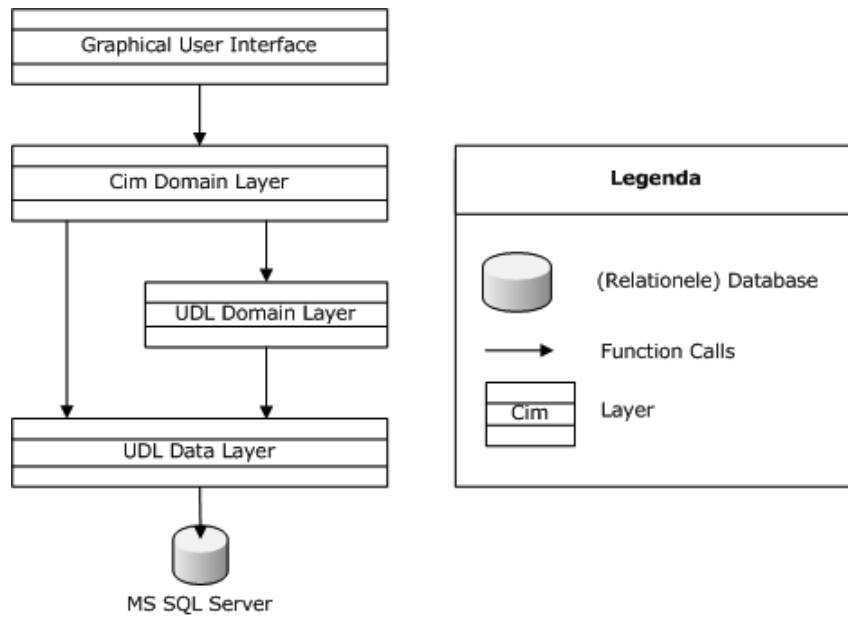 Graphical User Interface
Cim Domain Layer
UDL Domain Layer
UDL Data Layer
MS SQL Server
Legenda
(Relationele) Database
Function Calls
Cim
Layer